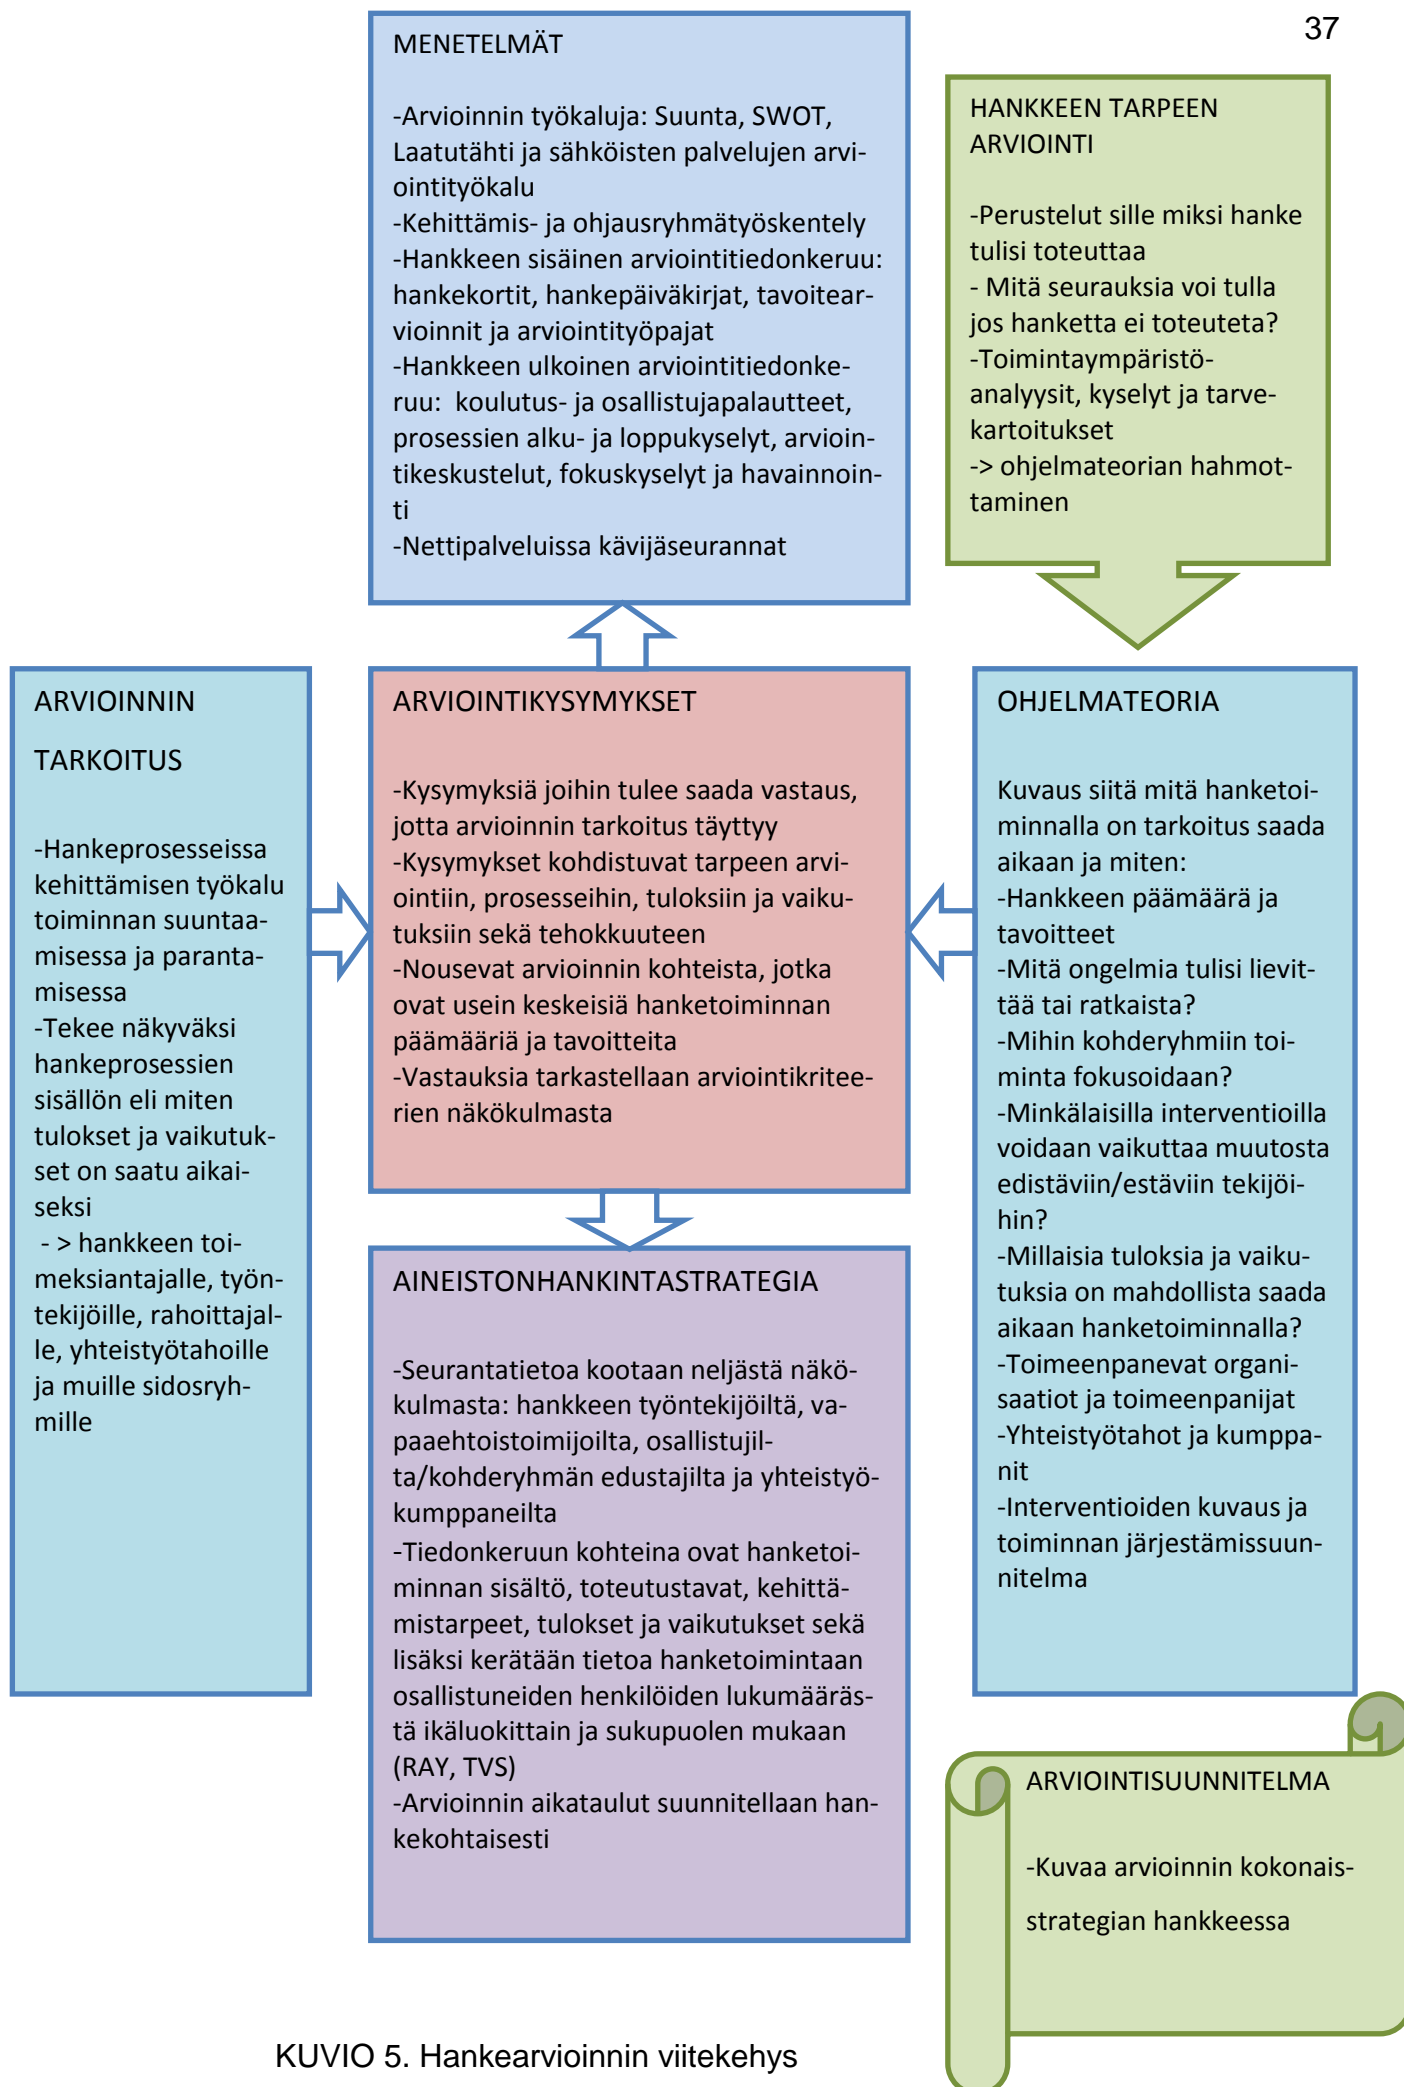 37
MENETELMÄT
-Arvioinnin työkaluja: Suunta, SWOT,
Laatutähti ja sähköisten palvelujen arvi-
ointityökalu
-Kehittämis- ja ohjausryhmätyöskentely
-Hankkeen sisäinen arviointitiedonkeruu:
hankekortit, hankepäiväkirjat, tavoitear-
vioinnit ja arviointityöpajat
-Hankkeen ulkoinen arviointitiedonke-
ruu: koulutus- ja osallistujapalautteet,
prosessien alku- ja loppukyselyt, arvioin-
tikeskustelut, fokuskyselyt ja havainnoin-
ti
-Nettipalveluissa kävijäseurannat
HANKKEEN TARPEEN
ARVIOINTI
-Perustelut sille miksi hanke
tulisi toteuttaa
- Mitä seurauksia voi tulla
jos hanketta ei toteuteta?
-Toimintaympäristö-
analyysit, kyselyt ja tarve-
kartoitukset
-> ohjelmateorian hahmot-
taminen
ARVIOINNIN
TARKOITUS
-Hankeprosesseissa
kehittämisen työkalu
toiminnan suuntaa-
misessa ja paranta-
misessa
-Tekee näkyväksi
hankeprosessien
sisällön eli miten
tulokset ja vaikutuk-
set on saatu aikai-
seksi
- > hankkeen toi-
meksiantajalle, työn-
tekijöille, rahoittajal-
le, yhteistyötahoille
ja muille sidosryh-
mille
ARVIOINTIKYSYMYKSET
-Kysymyksiä joihin tulee saada vastaus,
jotta arvioinnin tarkoitus täyttyy
-Kysymykset kohdistuvat tarpeen arvi-
ointiin, prosesseihin, tuloksiin ja vaiku-
tuksiin sekä tehokkuuteen
-Nousevat arvioinnin kohteista, jotka
ovat usein keskeisiä hanketoiminnan
päämääriä ja tavoitteita
-Vastauksia tarkastellaan arviointikritee-
rien näkökulmasta
OHJELMATEORIA
Kuvaus siitä mitä hanketoi-
minnalla on tarkoitus saada
aikaan ja miten:
-Hankkeen päämäärä ja
tavoitteet
-Mitä ongelmia tulisi lievit-
tää tai ratkaista?
-Mihin kohderyhmiin toi-
minta fokusoidaan?
-Minkälaisilla interventioilla
voidaan vaikuttaa muutosta
edistäviin/estäviin tekijöi-
hin?
-Millaisia tuloksia ja vaiku-
tuksia on mahdollista saada
aikaan hanketoiminnalla?
-Toimeenpanevat organi-
saatiot ja toimeenpanijat
-Yhteistyötahot ja kumppa-
nit
-Interventioiden kuvaus ja
toiminnan järjestämissuun-
nitelma
AINEISTONHANKINTASTRATEGIA
-Seurantatietoa kootaan neljästä näkö-
kulmasta: hankkeen työntekijöiltä, va-
paaehtoistoimijoilta, osallistujil-
ta/kohderyhmän edustajilta ja yhteistyö-
kumppaneilta
-Tiedonkeruun kohteina ovat hanketoi-
minnan sisältö, toteutustavat, kehittä-
mistarpeet, tulokset ja vaikutukset sekä
lisäksi kerätään tietoa hanketoimintaan
osallistuneiden henkilöiden lukumääräs-
tä ikäluokittain ja sukupuolen mukaan
(RAY, TVS)
-Arvioinnin aikataulut suunnitellaan han-
kekohtaisesti
ARVIOINTISUUNNITELMA
-Kuvaa arvioinnin kokonais-
strategian hankkeessa
KUVIO 5. Hankearvioinnin viitekehys